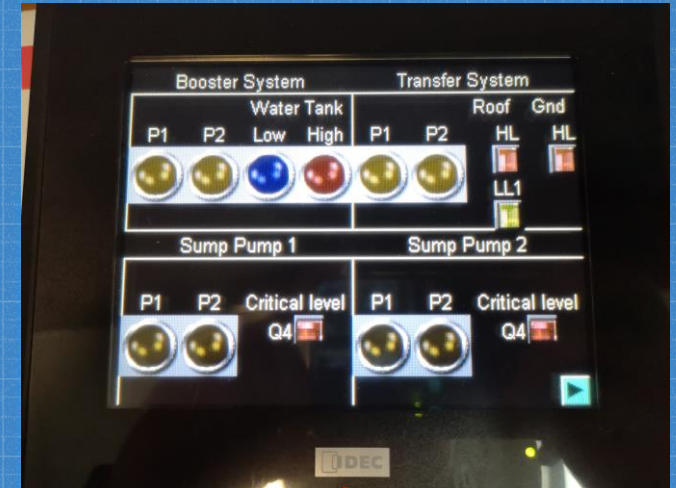 Booster System
Transfer System
Water Tank
Roof Gnd
P1 P2 Low High P1 P2 HL HL
LL1
Sump Pump 1
Sump Pump 2
P1 P2 Critical level P1 P2 Critical level
Q4 Q4
IDEC